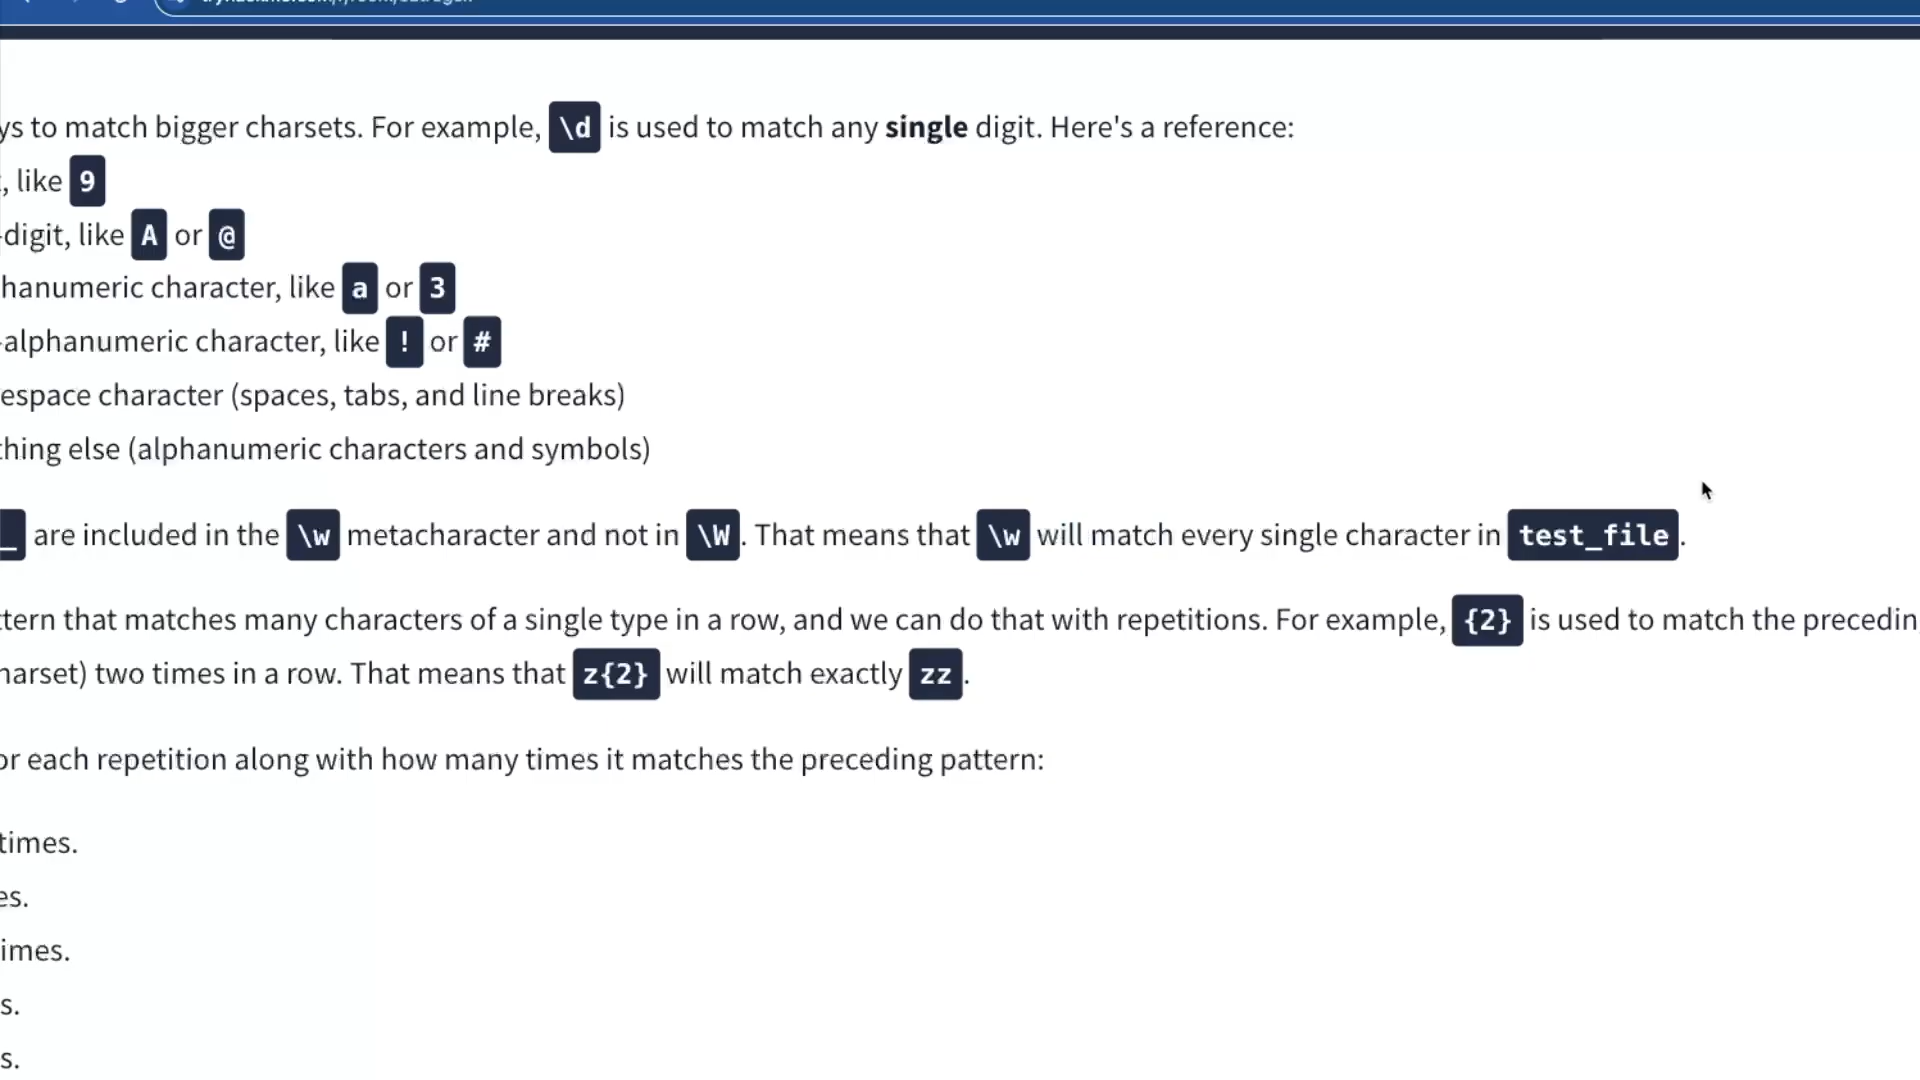 ys to match bigger charsets. For example, \d is used to match any single digit. Here's a reference:
, like 9
-digit, like A or @
hanumeric character, like a or 3
-alphanumeric character, like ! or #
espace character (spaces, tabs, and line breaks)
thing else (alphanumeric characters and symbols)
_ are included in the \w metacharacter and not in \W. That means that \w will match every single character in test_file.
ttern that matches many characters of a single type in a row, and we can do that with repetitions. For example, {2} is used to match the precedin
harset) two times in a row. That means that z{2} will match exactly zz.
or each repetition along with how many times it matches the preceding pattern:
times.
es.
imes.
s.
s.